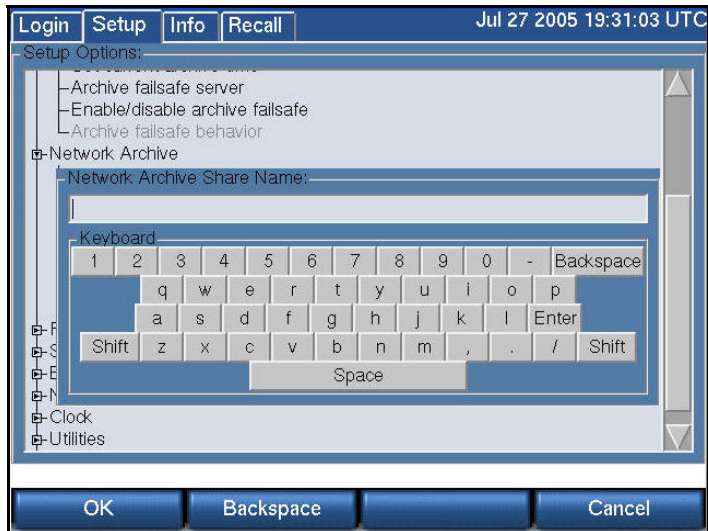 Login Setup Info Recall Jul 27 2005 19:31:03 UTC
Setup Options:
Archive failsafe server
Enable/disable archive failsafe
Archive failsafe behavior
Network Archive
Network Archive Share Name:
Keyboard
1 2 3 4 5 6 7 8 9 0 - Backspace
q w e r t y u i o p
a s d f g h j k l Enter
Shift z x c v b n m , . / Shift
Space
Clock
Utilities
OK Backspace Cancel